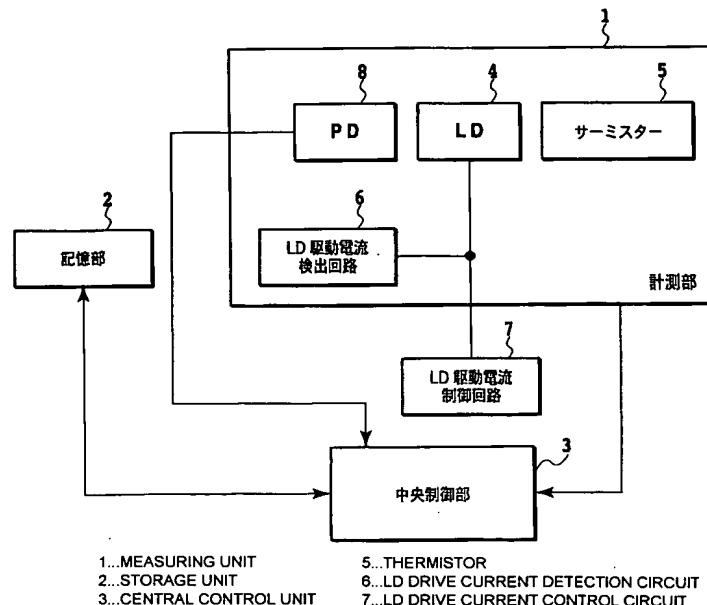 1
8
4
5
PD
LD
サーミスター
2
6
記憶部
LD 駆動電流
検出回路
計測部
7
LD 駆動電流
制御回路
3
中央制御部
1...MEASURING UNIT
2...STORAGE UNIT
3...CENTRAL CONTROL UNIT
5...THERMISTOR
6...LD DRIVE CURRENT DETECTION CIRCUIT
7...LD DRIVE CURRENT CONTROL CIRCUIT